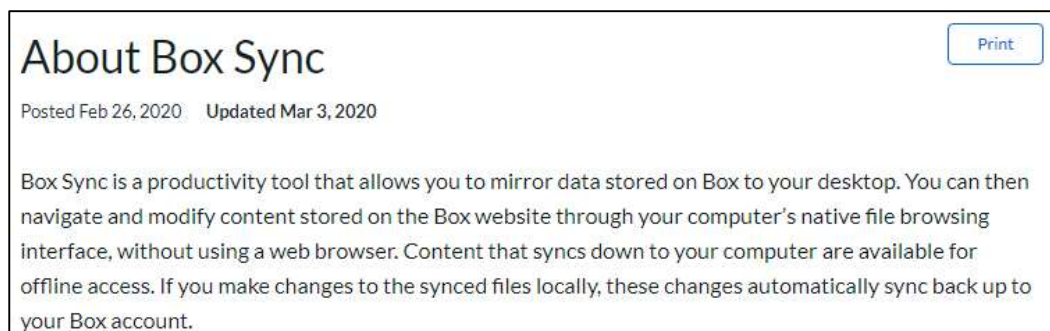 About Box Sync
Print
Posted Feb 26, 2020 Updated Mar 3, 2020
Box Sync is a productivity tool that allows you to mirror data stored on Box to your desktop. You can then
navigate and modify content stored on the Box website through your computer's native file browsing
interface, without using a web browser. Content that syncs down to your computer are available for
offline access. If you make changes to the synced files locally, these changes automatically sync back up to
your Box account.